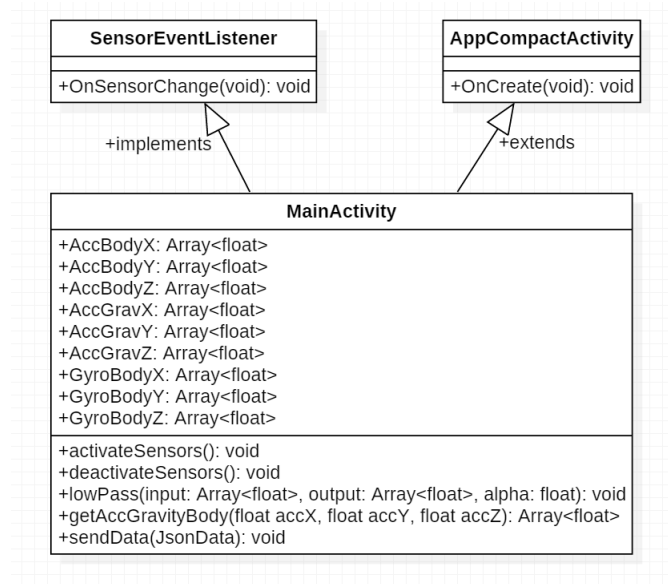 SensorEventListener
+OnSensorChange(void): void
AppCompactActivity
+OnCreate(void): void
+implements
+extends
MainActivity
+AccBodyX: Array<float>
+AccBodyY: Array<float>
+AccBodyZ: Array<float>
+AccGravX: Array<float>
+AccGravY: Array<float>
+AccGravZ: Array<float>
+GyroBodyX: Array<float>
+GyroBodyY: Array<float>
+GyroBodyZ: Array<float>
+activateSensors(): void
+deactivateSensors(): void
+lowPass(input: Array<float>, output: Array<float>, alpha: float): void
+getAccGravityBody(float accX, float accY, float accZ): Array<float>
+sendData(JsonData): void